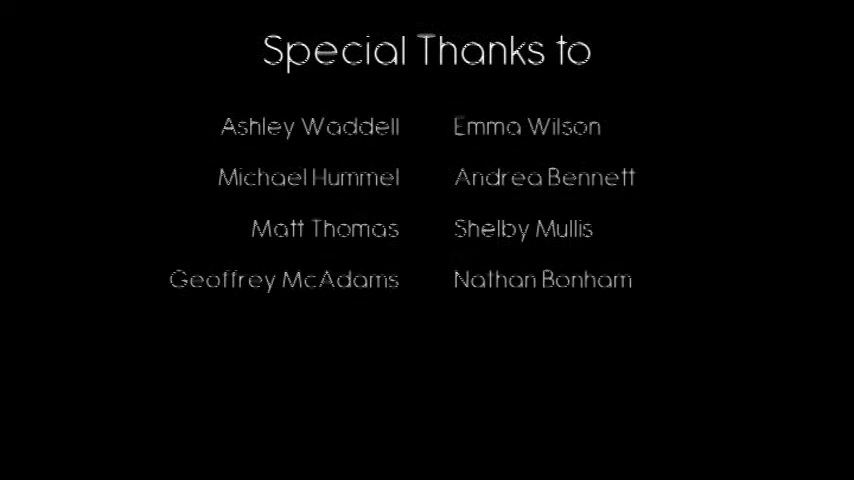 Special Thanks to
Ashley Waddell Emma Wilson
Michael Hummel Andrea Bennett
Matt Thomas Shelby Mullis
Geoffrey McAdams Nathan Bonham